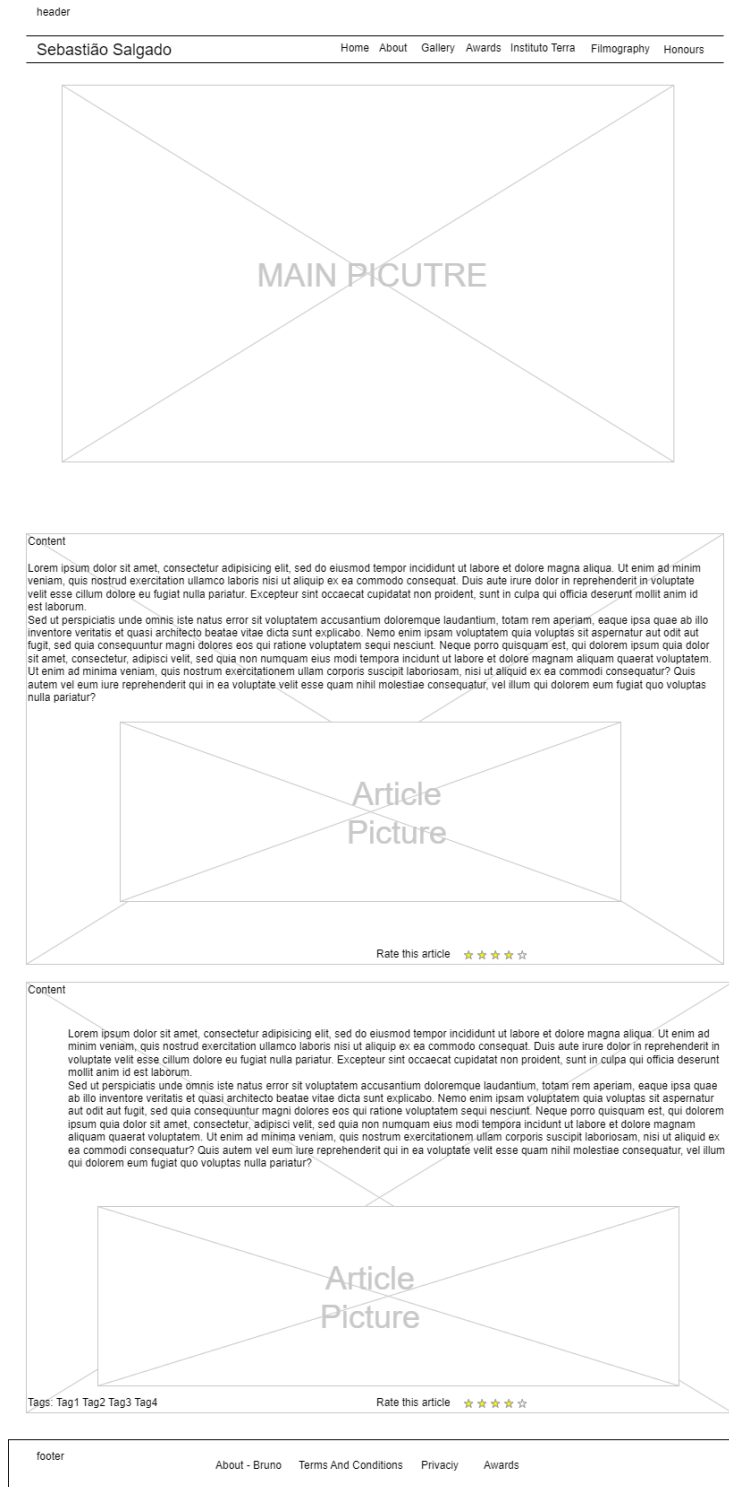 header
Sebastião Salgado
Home About Gallery Awards Instituto Terra Filmography Honours
MAIN PICUTRE
Content
Lorem ipsum dolor sit amet, consectetur adipisicing elit, sed do eiusmod tempor incididunt ut labore et dolore magna aliqua. Ut enim ad minim
veniam, quis nostrud exercitation ullamco laboris nisi ut aliquip ex ea commodo consequat. Duis aute irure dolor in reprehenderit in voluptate
velit esse cillum dolore eu fugiat nulla pariatur. Excepteur sint occaecat cupidatat non proident, sunt in culpa qui officia deserunt mollit anim id
est laborum.
Sed ut perspiciatis unde omnis iste natus error sit voluptatem accusantium doloremque laudantium, totam rem aperiam, eaque ipsa quae ab illo
inventore veritatis et quasi architecto beatae vitae dicta sunt explicabo. Nemo enim ipsam voluptatem quia voluptas sit aspernatur aut odit aut
fugit, sed quia consequuntur magni dolores eos qui ratione voluptatem sequi nesciunt. Neque porro quisquam est, qui dolorem ipsum quia dolor
sit amet, consectetur, adipisci velit, sed quia non numquam eius modi tempora incidunt ut labore et dolore magnam aliquam quaerat voluptatem.
Ut enim ad minima veniam, quis nostrum exercitationem ullam corporis suscipit laboriosam, nisi ut aliquid ex ea commodi consequatur? Quis
autem vel eum iure reprehenderit qui in ea voluptate velit esse quam nihil molestiae consequatur, vel illum qui dolorem eum fugiat quo voluptas
nulla pariatur?
Article
Picture
Rate this article
Content
Lorem ipsum dolor sit amet, consectetur adipisicing elit, sed do eiusmod tempor incididunt ut labore et dolore magna aliqua. Ut enim ad
minim veniam, quis nostrud exercitation ullamco laboris nisi ut aliquip ex ea commodo consequat. Duis aute irure dolor in reprehenderit in
voluptate velit esse cillum dolore eu fugiat nulla pariatur. Excepteur sint occaecat cupidatat non proident, sunt in culpa qui officia deserunt
mollit anim id est laborum.
Sed ut perspiciatis unde omnis iste natus error sit voluptatem accusantium doloremque laudantium, totam rem aperiam, eaque ipsa quae
ab illo inventore veritatis et quasi architecto beatae vitae dicta sunt explicabo. Nemo enim ipsam voluptatem quia voluptas sit aspernatur
aut odit aut fugit, sed quia consequuntur magni dolores eos qui ratione voluptatem sequi nesciunt. Neque porro quisquam est, qui dolorem
ipsum quia dolor sit amet, consectetur, adipisci velit, sed quia non numquam eius modi tempora incidunt ut labore et dolore magnam
aliquam quaerat voluptatem. Ut enim ad minima veniam, quis nostrum exercitationem ullam corporis suscipit laboriosam, nisi ut aliquid ex
ea commodi consequatur? Quis autem vel eum iure reprehenderit qui in ea voluptate velit esse quam nihil molestiae consequatur, vel illum
qui dolorem eum fugiat quo voluptas nulla pariatur?
Article
Picture
Tags: Tag1 Tag2 Tag3 Tag4
Rate this article
footer
About - Bruno Terms And Conditions Privaciy Awards